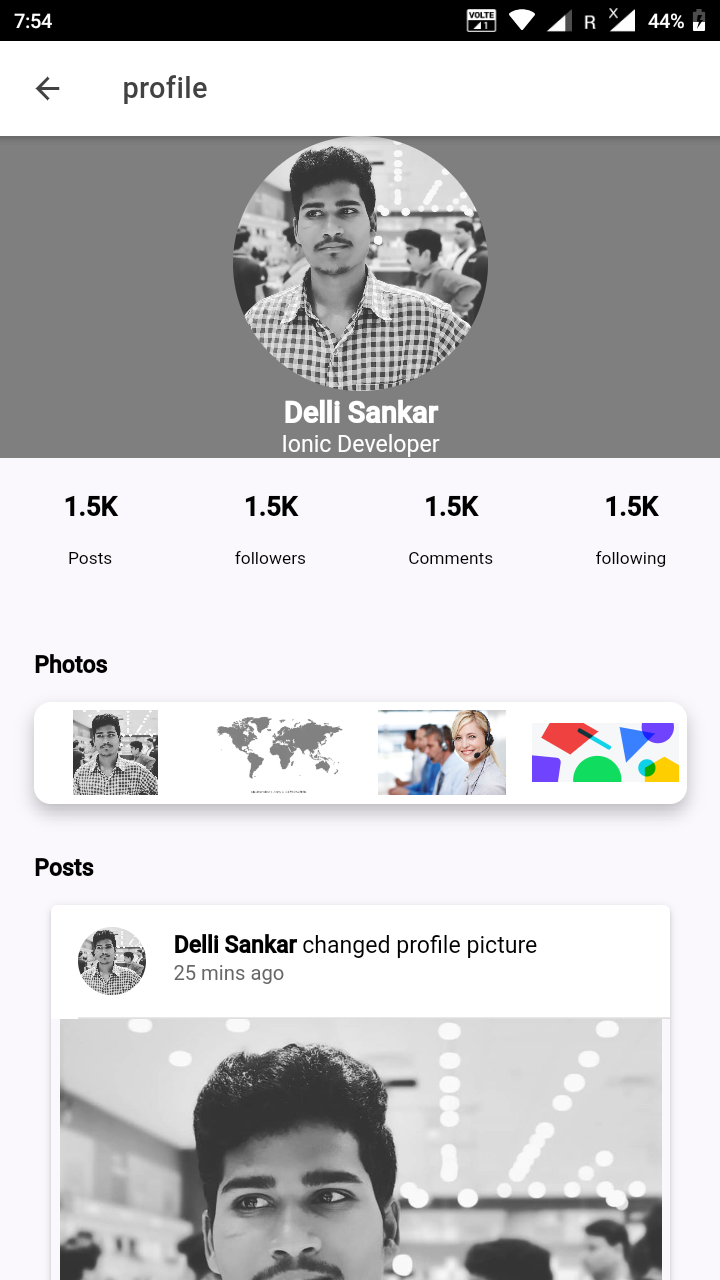 7:54 VOLTE 1 R X 44%
profile
Delli Sankar
Ionic Developer
1.5K 1.5K 1.5K 1.5K
Posts followers Comments following
Photos
Posts
Delli Sankar changed profile picture
25 mins ago